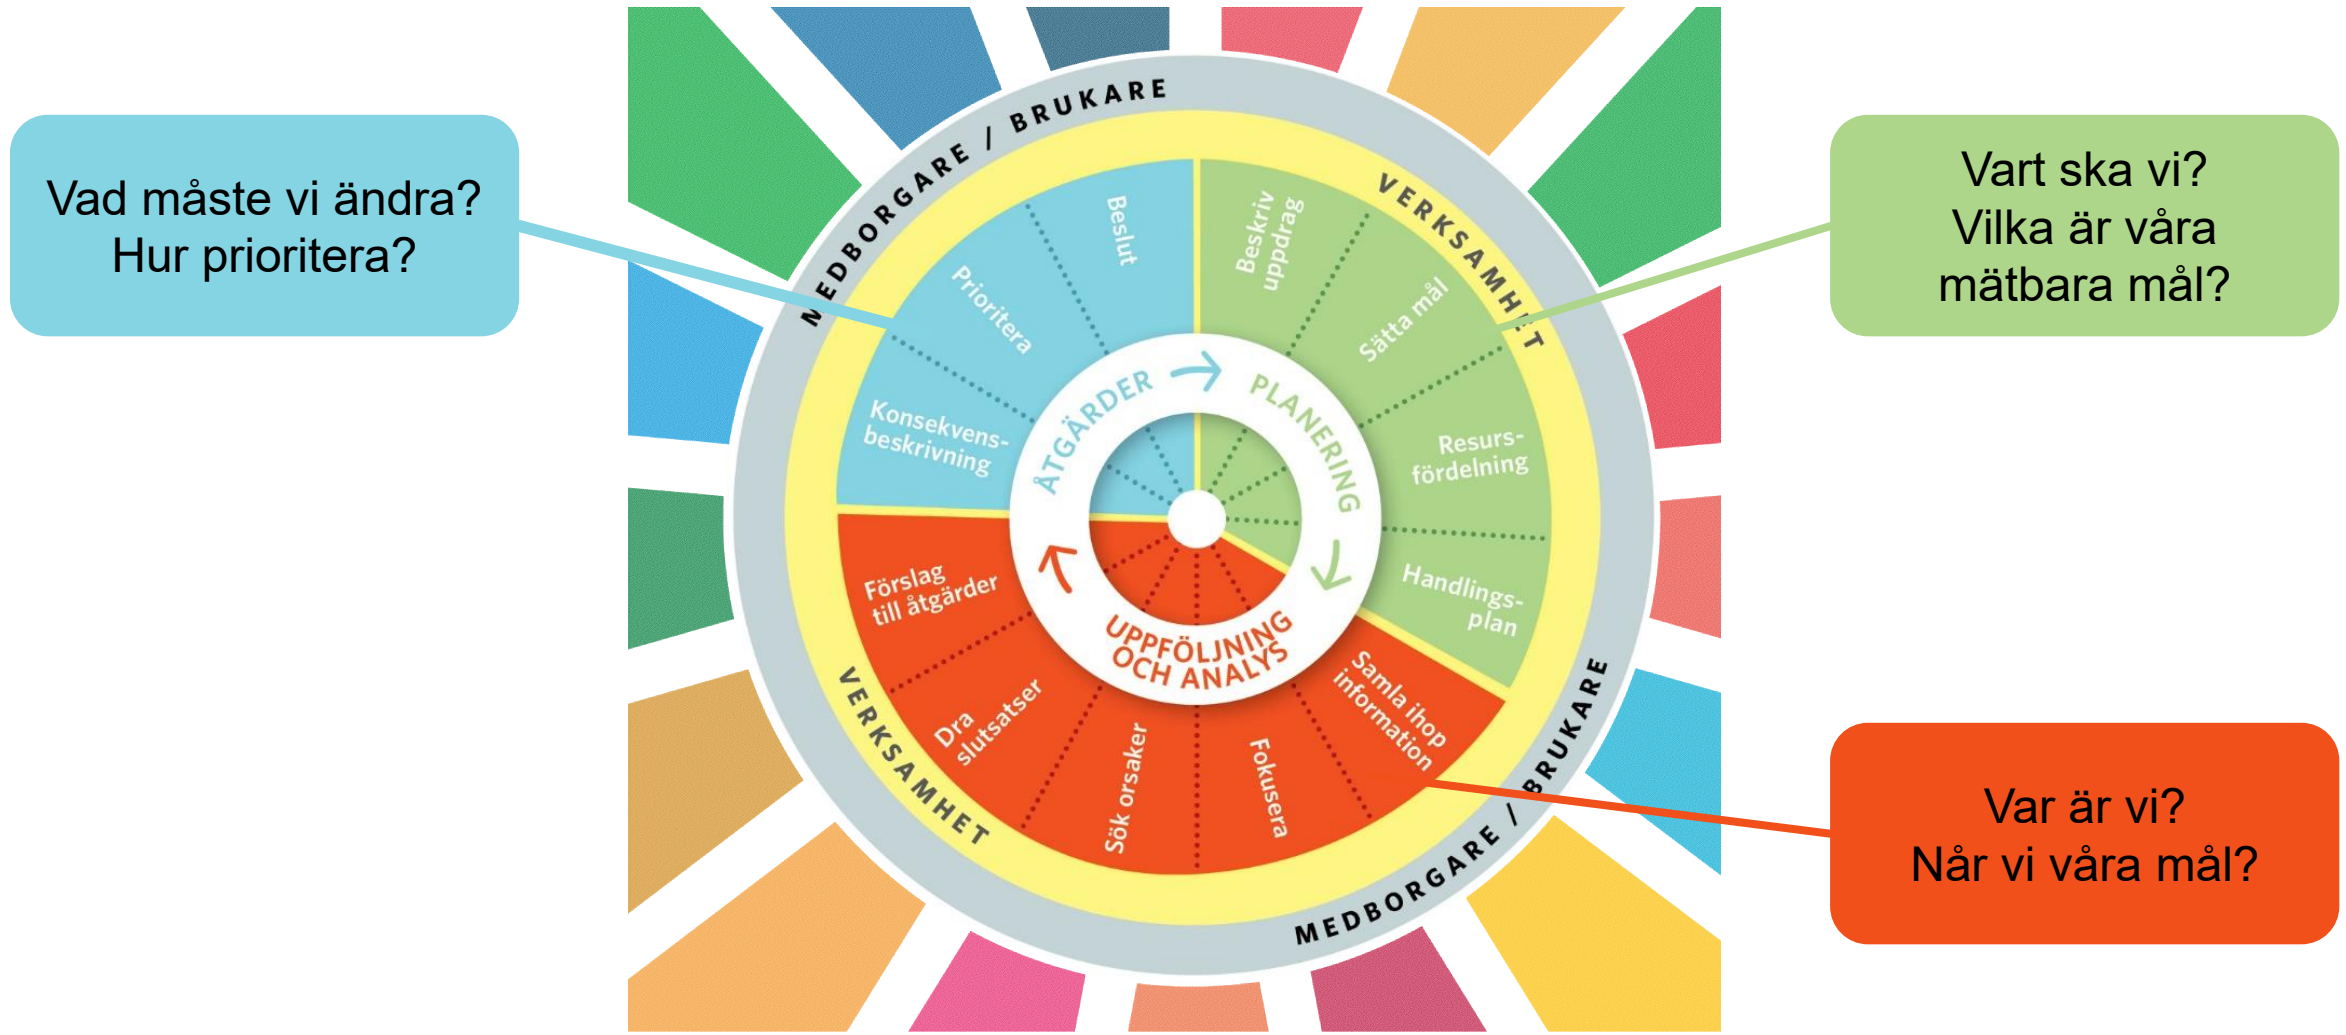 Vad måste vi ändra?
Hur prioritera?
Vart ska vi?
Vilka är våra
mätbara mål?
Var är vi?
Når vi våra mål?
MEDBORGARE / BRUKARE
VERKSAMHET
Beskriv
uppdrag
Sätta mål
Resurs-
fördelning
Handlings-
plan
Samla ihop
information
Fokusera
Sök orsaker
Dra
slutsatser
Förslag
till åtgärder
Konsekvens-
beskrivning
Prioritera
Beslut
ÅTGÄRDER
PLANERING
UPPFÖLJNING
OCH ANALYS
VERKSAMHET
MEDBORGARE / BRUKARE